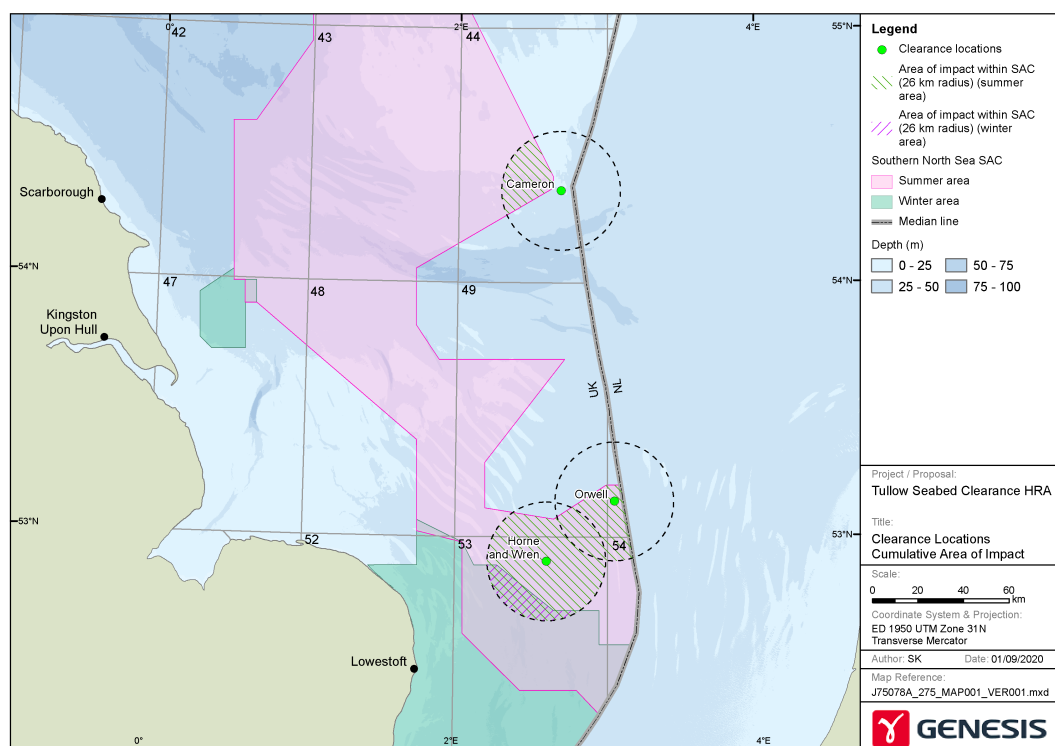 0°
2°E
4°E
55°N
42
43
44
Scarborough
Cameron
54°N
54°N
47
48
49
Kingston
Upon Hull
UK
NL
Orwell
53°N
53°N
52
53
54
Horne
and Wren
Lowestoft
0°
2°E
4°E
Legend
Clearance locations
Area of impact within SAC
(26 km radius) (summer
area)
Area of impact within SAC
(26 km radius) (winter
area)
Southern North Sea SAC
Summer area
Winter area
Median line
Depth (m)
0 - 25
50 - 75
25 - 50
75 - 100
Project / Proposal:
Tullow Seabed Clearance HRA
Title:
Clearance Locations
Cumulative Area of Impact
Scale:
0 20 40 60
km
Coordinate System & Projection:
ED 1950 UTM Zone 31N
Transverse Mercator
Author: SK Date: 01/09/2020
Map Reference:
J75078A_275_MAP001_VER001.mxd
GENESIS